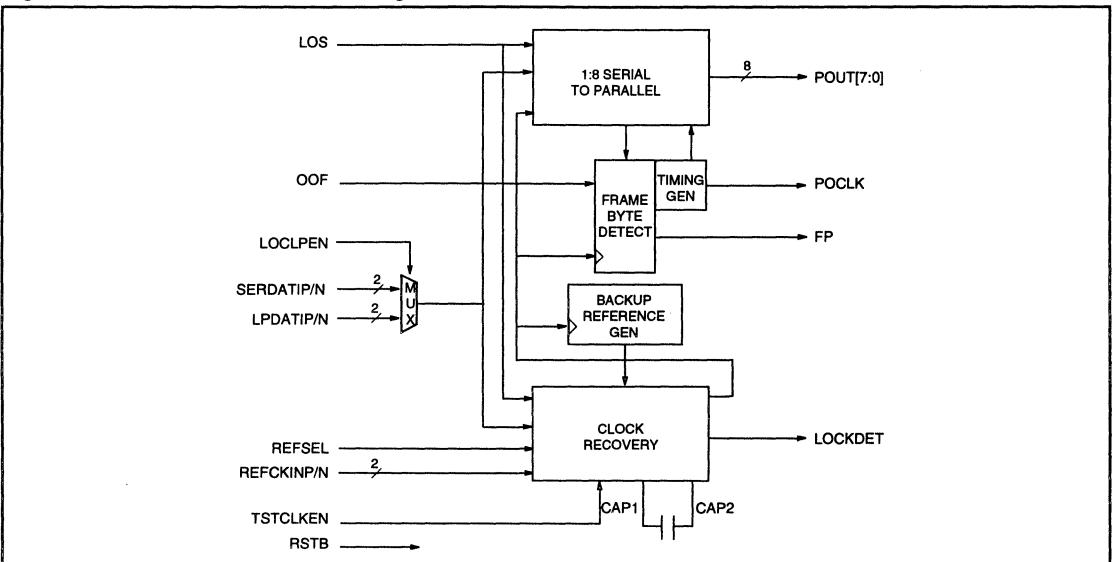 LOS
1:8 SERIAL
TO PARALLEL
8
POUT[7:0]
OOF
FRAME
BYTE
DETECT
TIMING
GEN
POCLK
FP
LOCLPEN
SERDATIP/N
2
LPDATIP/N
2
M
U
X
BACKUP
REFERENCE
GEN
CLOCK
RECOVERY
LOCKDET
REFSEL
REFCKINP/N
2
TSTCLKEN
CAP1
CAP2
RSTB